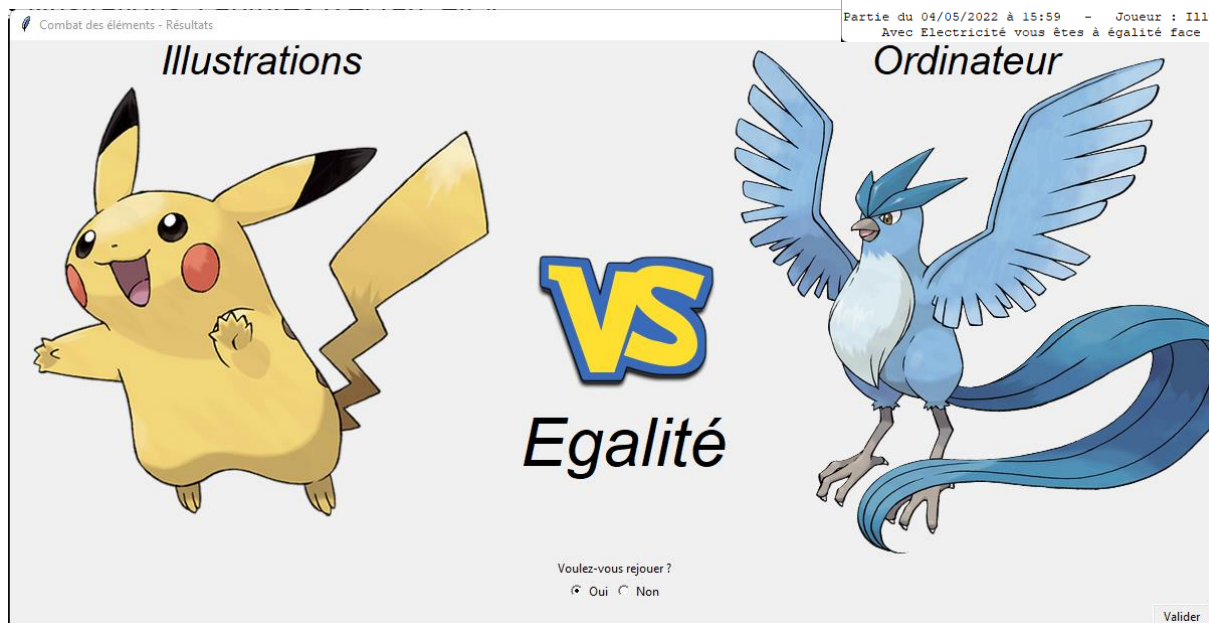 Combat des éléments - Résultats
Partie du 04/05/2022 à 15:59 - Joueur : Ill
Avec Electricité vous êtes à égalité face
Illustrations
Ordinateur
VS
Egalité
Voulez-vous rejouer ?
Oui Non
Valider